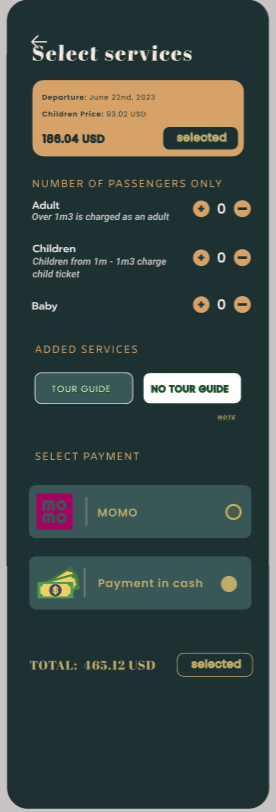 Select services
Departure: June 22nd, 2023
Children Price: 93.02 USD
186.04 USD selected
NUMBER OF PASSENGERS ONLY
Adult
Over 1m3 is charged as an adult
+ 0 −
Children
Children from 1m - 1m3 charge
child ticket
+ 0 −
Baby + 0 −
ADDED SERVICES
TOUR GUIDE NO TOUR GUIDE
NOTE
SELECT PAYMENT
mo
mo
MOMO
$ Payment in cash
TOTAL: 465.12 USD selected